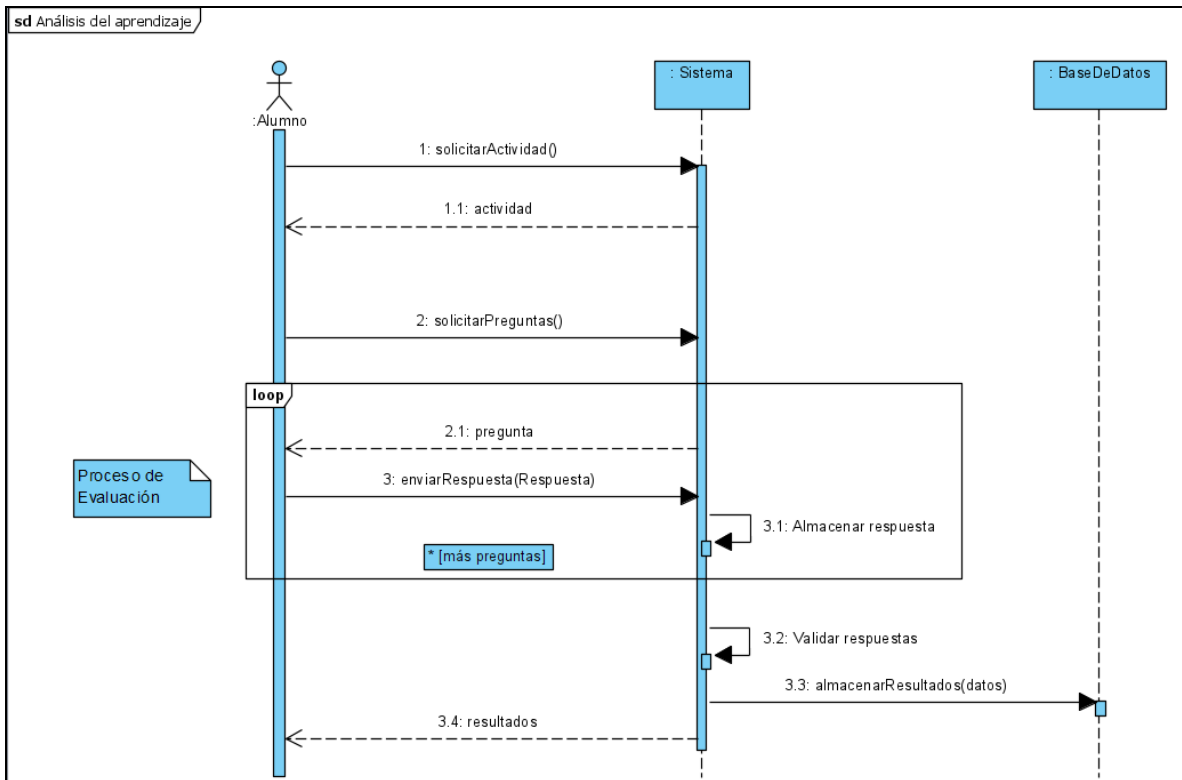 sd Análisis del aprendizaje
: Sistema
: BaseDeDatos
:Alumno
1: solicitarActividad()
1.1: actividad
2: solicitarPreguntas()
loop
2.1: pregunta
Proceso de
Evaluación
3: enviarRespuesta(Respuesta)
3.1: Almacenar respuesta
* [más preguntas]
3.2: Validar respuestas
3.3: almacenarResultados(datos)
3.4: resultados